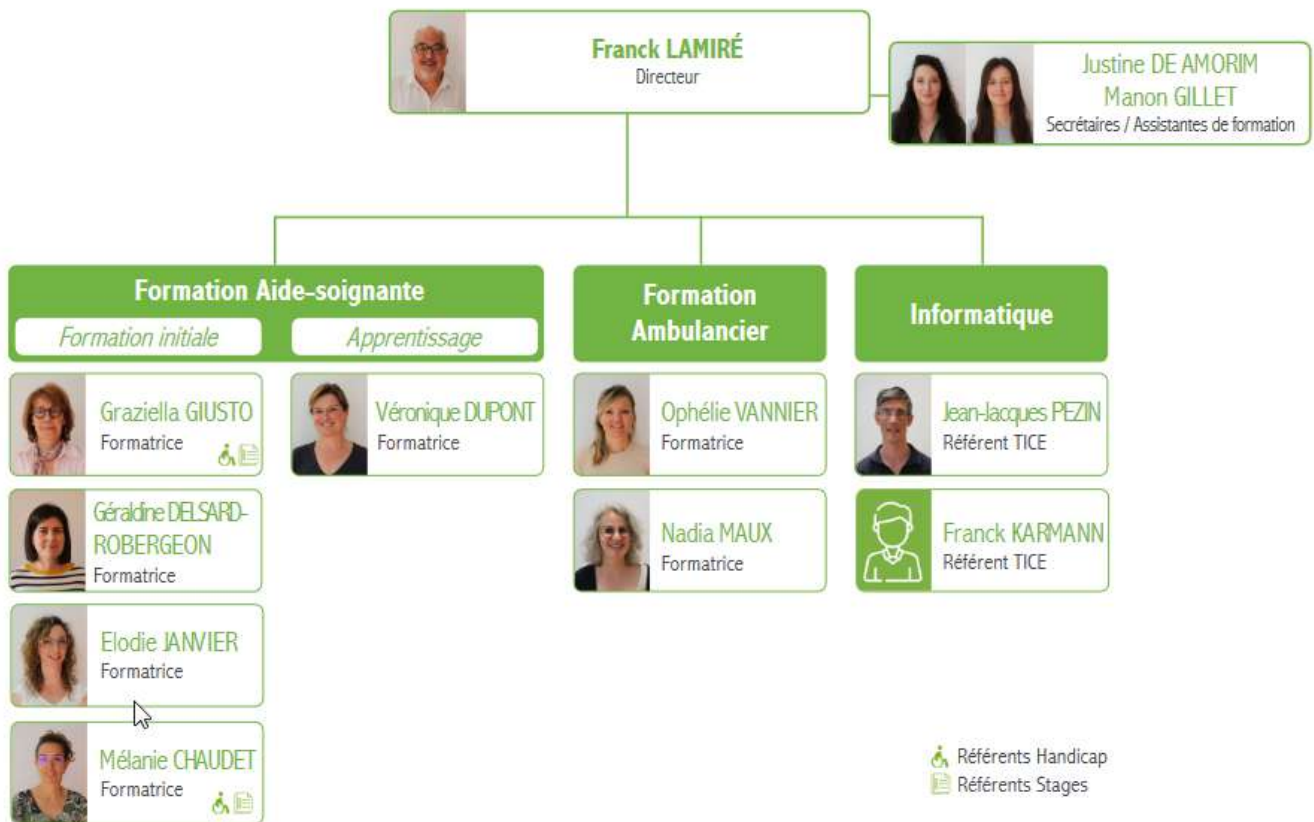 Franck LAMIRÉ
Directeur
Justine DE AMORIM
Manon GILLET
Secrétaires / Assistantes de formation
Formation Aide-soignante
Formation initiale
Apprentissage
Formation
Ambulancier
Informatique
Graziella GIUSTO
Formatrice
Véronique DUPONT
Formatrice
Ophélie VANNIER
Formatrice
Jean-Jacques PEZIN
Référent TICE
Géraldine DELSARD-
ROBERGEON
Formatrice
Nadia MAUX
Formatrice
Franck KARMANN
Référent TICE
Elodie JANVIER
Formatrice
Mélanie CHAUDET
Formatrice
Référents Handicap
Référents Stages